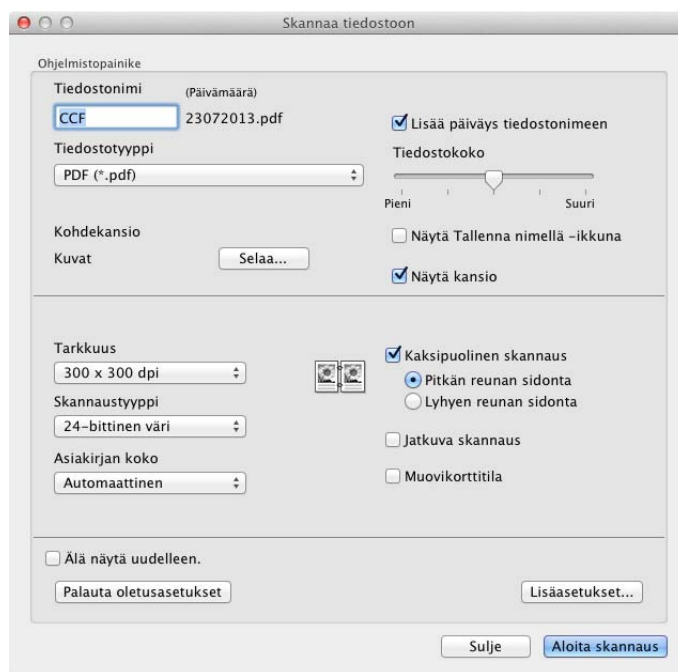 Skannaa tiedostoon
Ohjelmistopainike
Tiedostonimi (Päivämäärä)
CCF 23072013.pdf
Lisää päiväys tiedostonimeen
Tiedostotyyppi
PDF (*.pdf)
Tiedostokoko
Pieni Suuri
Kohdekansio
Kuvat Selaa...
Näytä Tallenna nimellä -ikkuna
Näytä kansio
Tarkkuus
300 x 300 dpi
Skannaustyyppi
24-bittinen väri
Asiakirjan koko
Automaattinen
Kaksipuolinen skannaus
Pitkän reunan sidonta
Lyhyen reunan sidonta
Jatkuva skannaus
Muovikorttitila
Älä näytä uudelleen.
Palauta oletusasetukset Lisäasetukset...
Sulje Aloita skannaus